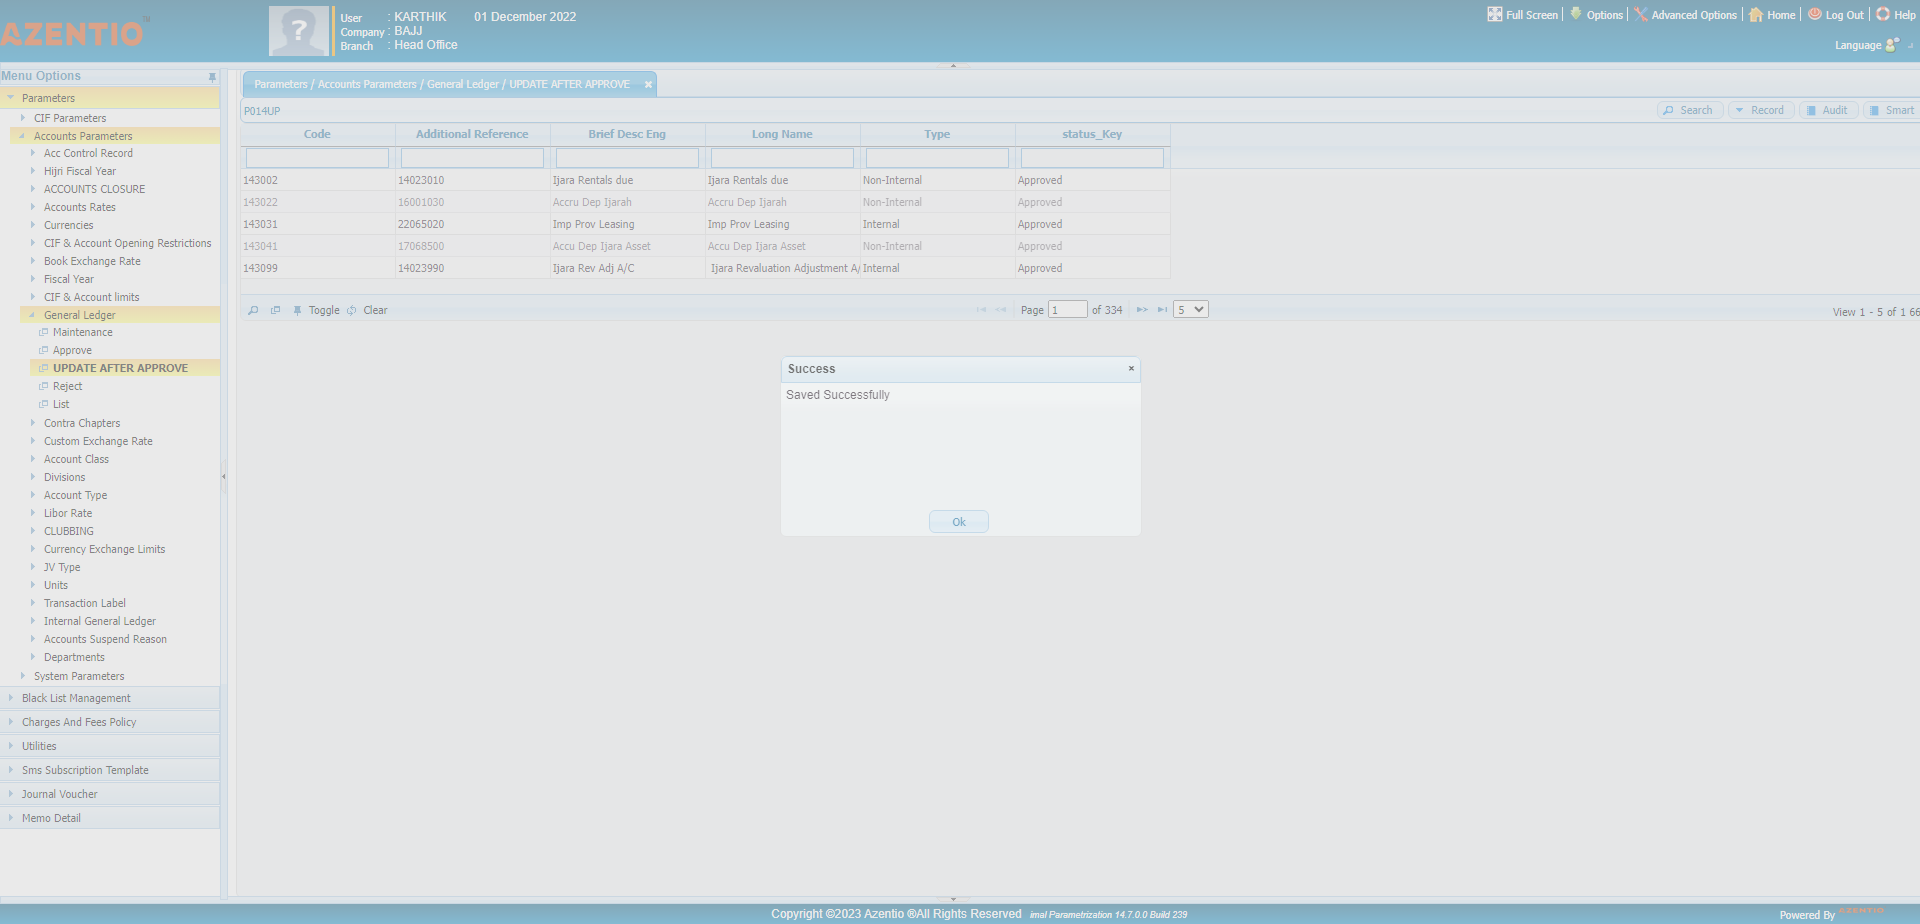 AZENTIO™
User : KARTHIK 01 December 2022
Company : BAJJ
Branch : Head Office
Full Screen Options Advanced Options Home Log Out Help
Language
Menu Options
Parameters
CIF Parameters
Accounts Parameters
Acc Control Record
Hijri Fiscal Year
ACCOUNTS CLOSURE
Accounts Rates
Currencies
CIF & Account Opening Restrictions
Book Exchange Rate
Fiscal Year
CIF & Account limits
General Ledger
Maintenance
Approve
UPDATE AFTER APPROVE
Reject
List
Contra Chapters
Custom Exchange Rate
Account Class
Divisions
Account Type
Libor Rate
CLUBBING
Currency Exchange Limits
JV Type
Units
Transaction Label
Internal General Ledger
Accounts Suspend Reason
Departments
System Parameters
Black List Management
Charges And Fees Policy
Utilities
Sms Subscription Template
Journal Voucher
Memo Detail
Parameters / Accounts Parameters / General Ledger / UPDATE AFTER APPROVE
P014UP
Search Record Audit Smart
Code Additional Reference Brief Desc Eng Long Name Type status_Key
143002 14023010 Ijara Rentals due Ijara Rentals due Non-Internal Approved
143022 16001030 Accru Dep Ijarah Accru Dep Ijarah Non-Internal Approved
143031 22065020 Imp Prov Leasing Imp Prov Leasing Internal Approved
143041 17068500 Accu Dep Ijara Asset Accu Dep Ijara Asset Non-Internal Approved
143099 14023990 Ijara Rev Adj A/C Ijara Revaluation Adjustment A/ Internal Approved
Toggle Clear Page 1 of 334 5 View 1 - 5 of 1 66
Success
Saved Successfully
Ok
Copyright ©2023 Azentio ®All Rights Reserved imal Parametrization 14.7.0.0 Build 239
Powered By AZENTIO